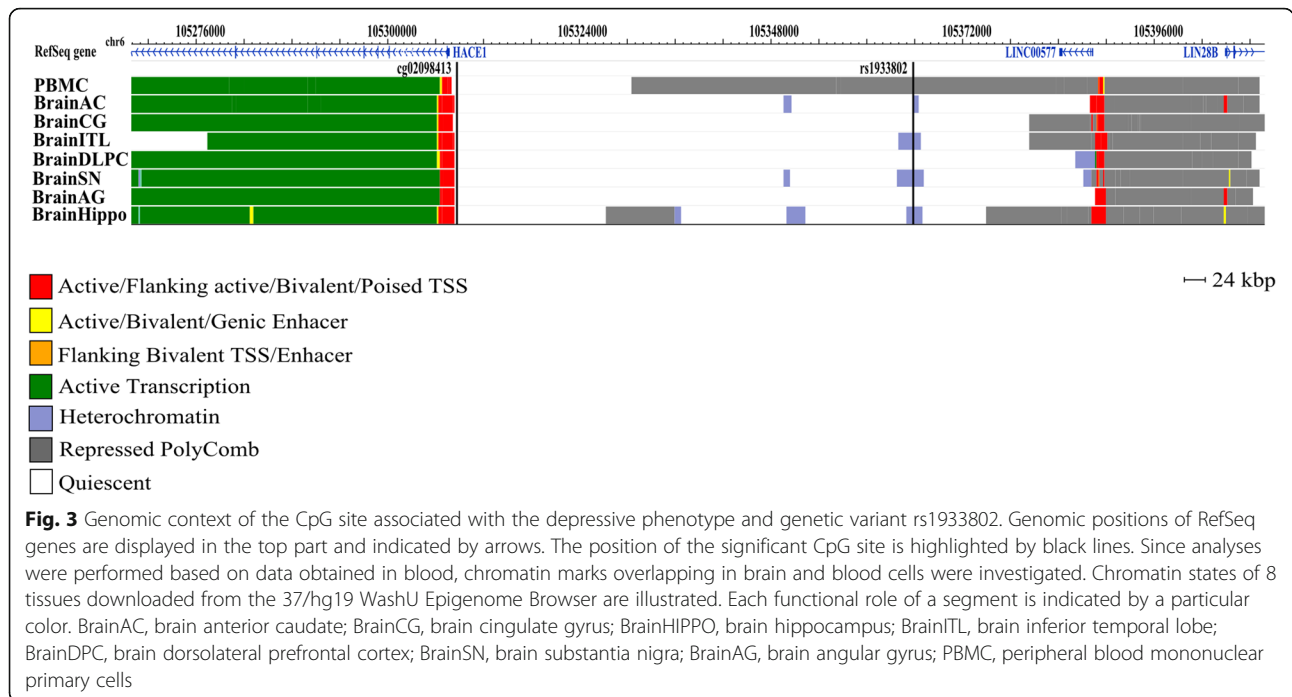 105276000 105300000 105324000 105348000 105372000 105396000
chr6
RefSeq gene HACE1 LINC00577 LIN28B
cg02098413 rs1933802
PBMC
BrainAC
BrainCG
BrainITL
BrainDLPC
BrainSN
BrainAG
BrainHippo
Active/Flanking active/Bivalent/Poised TSS
24 kbp
Active/Bivalent/Genic Enhacer
Flanking Bivalent TSS/Enhacer
Active Transcription
Heterochromatin
Repressed PolyComb
Quiescent
Fig. 3 Genomic context of the CpG site associated with the depressive phenotype and genetic variant rs1933802. Genomic positions of RefSeq
genes are displayed in the top part and indicated by arrows. The position of the significant CpG site is highlighted by black lines. Since analyses
were performed based on data obtained in blood, chromatin marks overlapping in brain and blood cells were investigated. Chromatin states of 8
tissues downloaded from the 37/hg19 WashU Epigenome Browser are illustrated. Each functional role of a segment is indicated by a particular
color. BrainAC, brain anterior caudate; BrainCG, brain cingulate gyrus; BrainHIPPO, brain hippocampus; BrainITL, brain inferior temporal lobe;
BrainDPC, brain dorsolateral prefrontal cortex; BrainSN, brain substantia nigra; BrainAG, brain angular gyrus; PBMC, peripheral blood mononuclear
primary cells